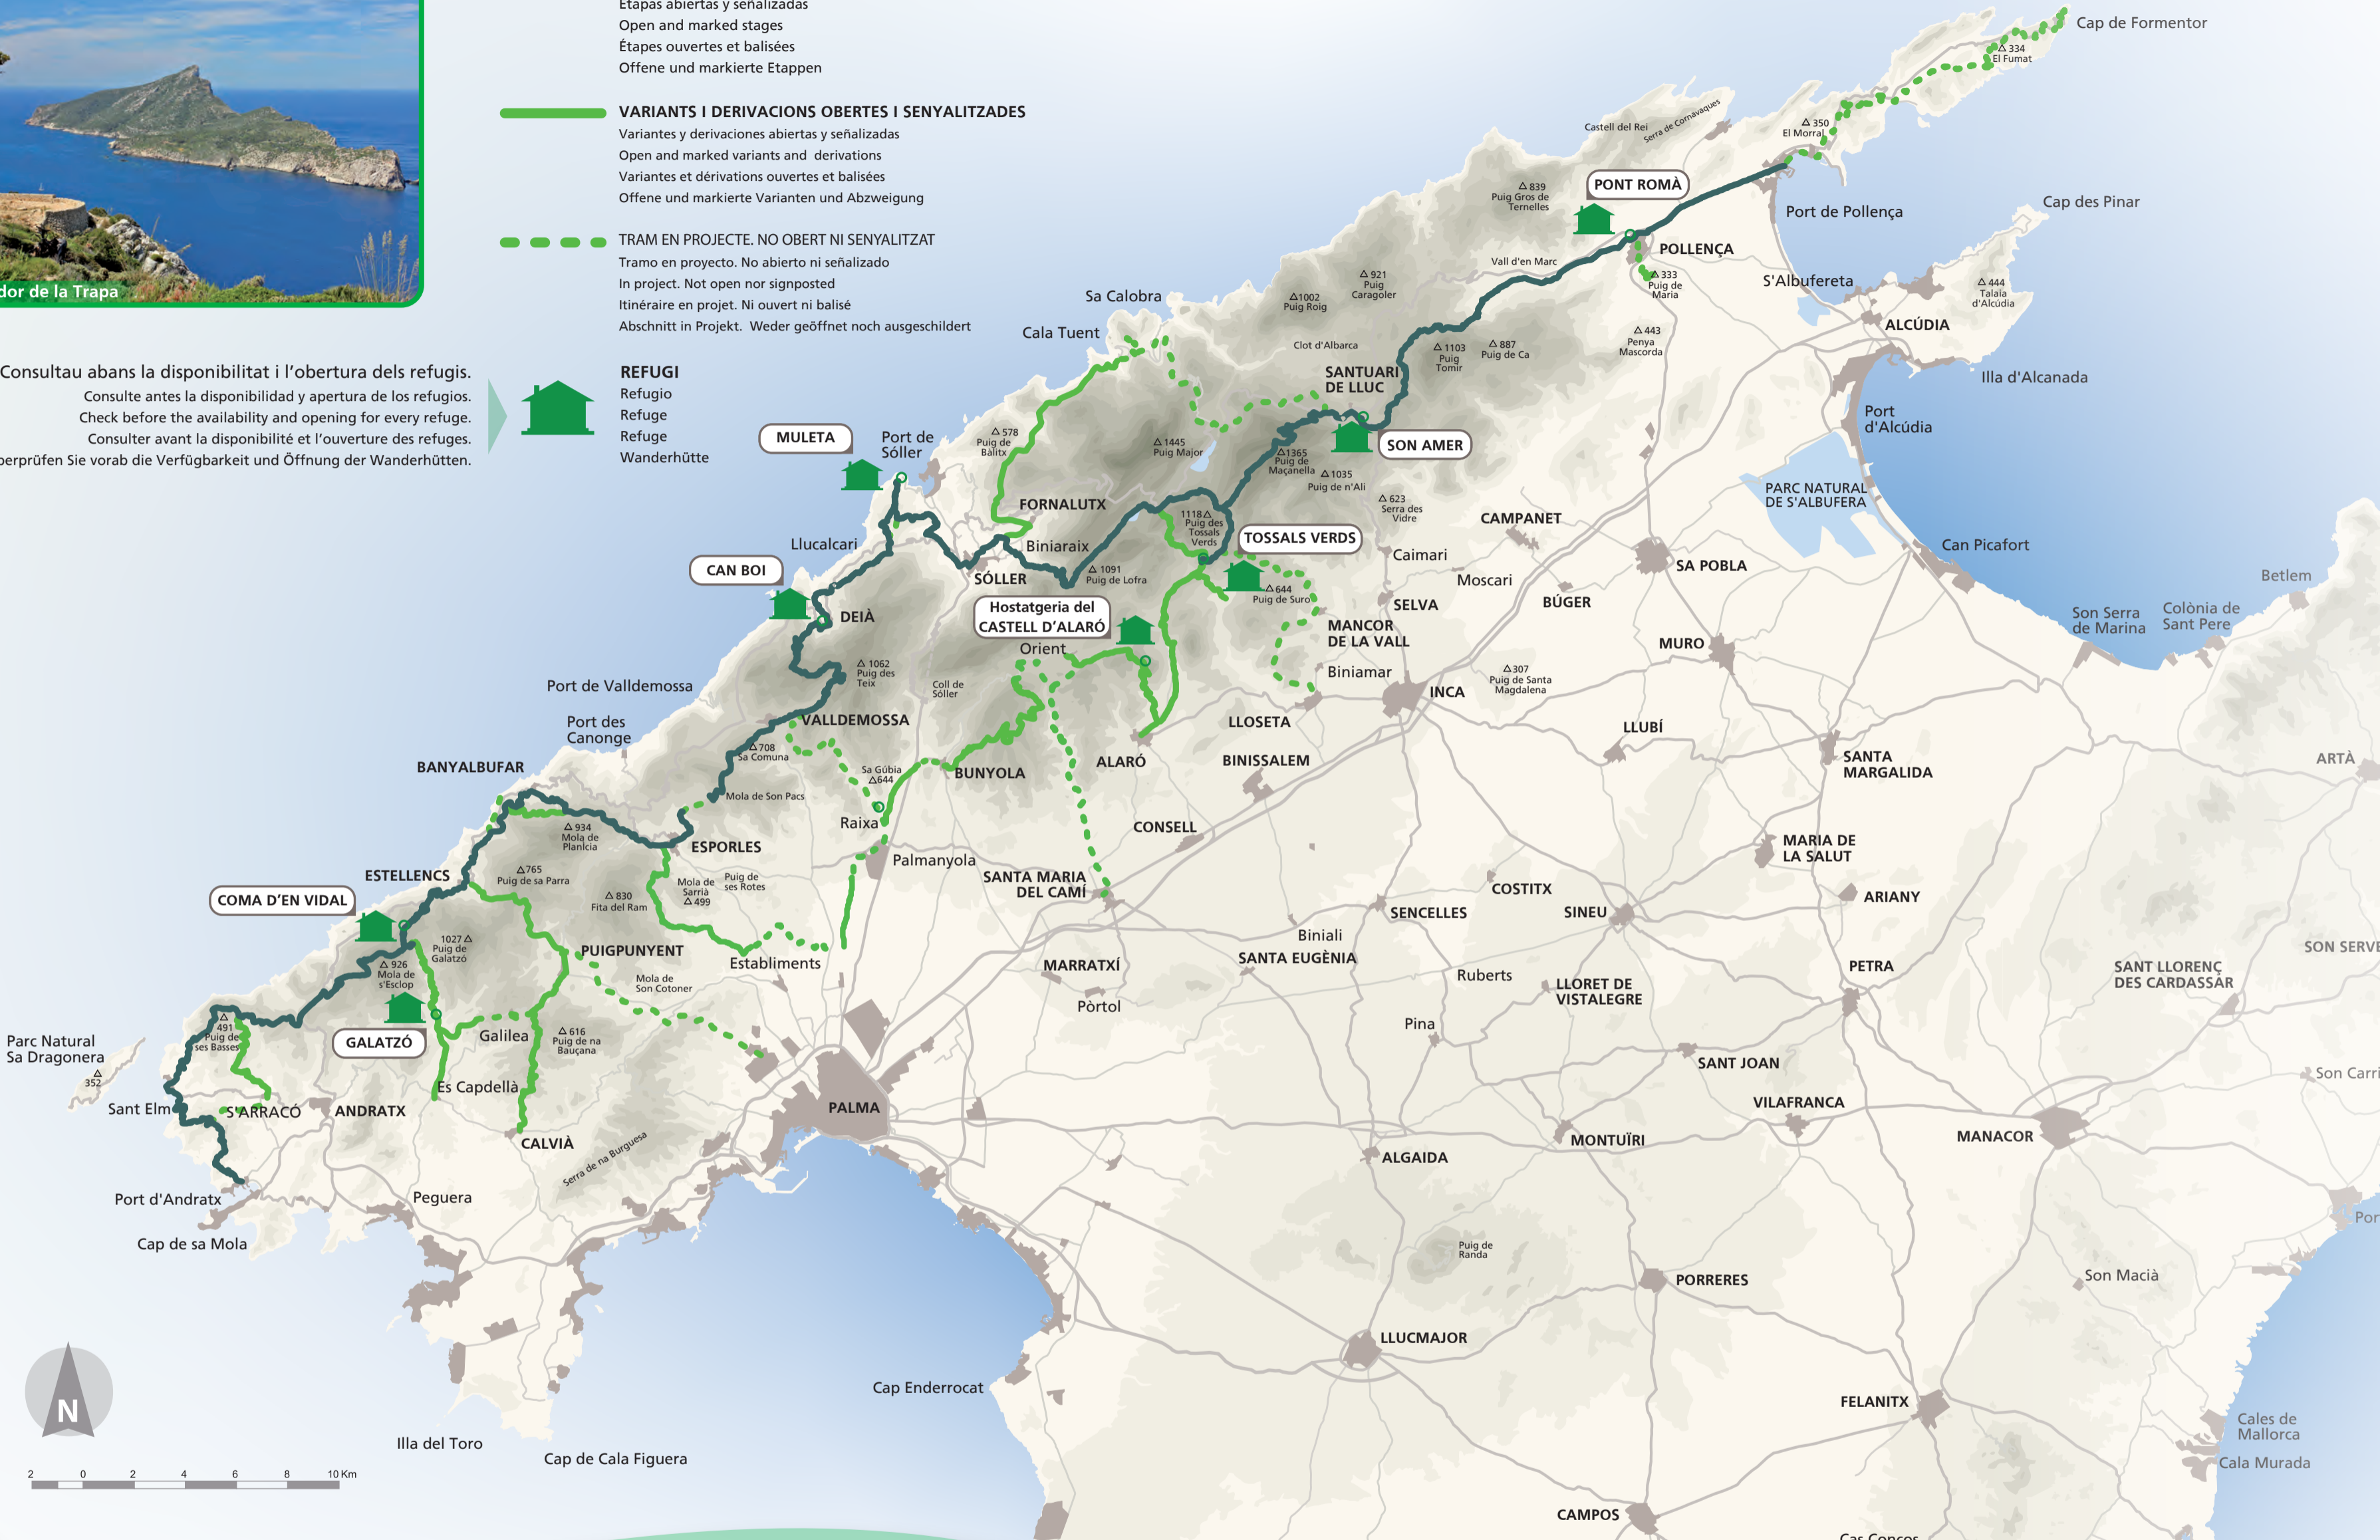 Etapas abiertas y señalizadas
Open and marked stages
Étapes ouvertes et balisées
Offene und markierte Etappen
VARIANTS I DERIVACIONS OBERTES I SENYALITZADES
Variantes y derivaciones abiertas y señalizadas
Open and marked variants and derivations
Variantes et dérivations ouvertes et balisées
Offene und markierte Varianten und Abzweigung
TRAM EN PROJECTE. NO OBERT NI SENYALITZAT
Tramo en proyecto. No abierto ni señalizado
In project. Not open nor signposted
Itinéraire en projet. Ni ouvert ni balisé
Abschnitt in Projekt. Weder geöffnet noch ausgeschildert
dor de la Trapa
Consultau abans la disponibilitat i l'obertura dels refugis.
Consulte antes la disponibilidad y apertura de los refugios.
Check before the availability and opening for every refuge.
Consulter avant la disponibilité et l'ouverture des refuges.
berprüfen Sie vorab die Verfügbarkeit und Öffnung der Wanderhütten.
REFUGI
Refugio
Refuge
Refuge
Wanderhütte
Cap de Formentor
334
El Fumat
350
El Morral
Castell del Rei
Serra de Cornavaques
PONT ROMÀ
839
Puig Gros de
Ternelles
Port de Pollença
Cap des Pinar
POLLENÇA
Vall d'en Marc
333
Puig de
Maria
S'Albufereta
444
Talaia
d'Alcúdia
ALCÚDIA
921
Puig
Caragoler
1002
Puig Roig
Sa Calobra
Cala Tuent
Clot d'Albarca
1103
Puig
Tomir
887
Puig de Ca
443
Penya
Mascorda
Illa d'Alcanada
Port
d'Alcúdia
SANTUARI
DE LLUC
SON AMER
MULETA
Port de
Sóller
578
Puig de
Bàlitx
1445
Puig Major
1365
Puig de
Maçanella
1035
Puig de n'Ali
623
Serra des
Vidre
PARC NATURAL
DE S'ALBUFERA
FORNALUTX
1118
Puig des
Tossals
Verds
TOSSALS VERDS
CAMPANET
Can Picafort
Llucalcari
Biniaraix
Caimari
Moscari
SA POBLA
Betlem
CAN BOI
SÓLLER
1091
Puig de Lofra
644
Puig de Suro
SELVA
BÚGER
Son Serra
de Marina
Colònia de
Sant Pere
Hostatgeria del
CASTELL D'ALARÓ
DEIÀ
Orient
MANCOR
DE LA VALL
MURO
1062
Puig des
Teix
Coll de
Sóller
Biniamar
INCA
307
Puig de Santa
Magdalena
Port de Valldemossa
VALLDEMOSSA
Port des
Canonge
LLOSETA
LLUBÍ
BANYALBUFAR
708
Sa Comuna
Sa Gúbia
644
BUNYOLA
ALARÓ
BINISSALEM
SANTA
MARGALIDA
ARTÀ
Mola de Son Pacs
Raixa
934
Mola de
Planícia
ESPORLES
CONSELL
MARIA DE
LA SALUT
Palmanyola
ESTELLENCS
765
Puig de sa Parra
Mola de
Sarrià
499
Puig de
ses Rotes
SANTA MARIA
DEL CAMÍ
COSTITX
ARIANY
COMA D'EN VIDAL
830
Fita del Ram
SENCELLES
SINEU
1027
Puig de
Galatzó
PUIGPUNYENT
Establiments
Biniali
SANTA EUGÈNIA
SON SERVE
926
Mola de
s'Esclop
Mola de
Son Cotoner
MARRATXÍ
Pòrtol
Ruberts
LLORET DE
VISTALEGRE
PETRA
SANT LLORENÇ
DES CARDASSAR
491
Puig de
ses Basses
GALATZÓ
Galilea
616
Puig de na
Bauçana
Pina
Parc Natural
Sa Dragonera
352
SANT JOAN
Son Carri
Es Capdellà
Sant Elm
S'ARRACÓ
ANDRATX
PALMA
VILAFRANCA
CALVIÀ
Serra de na Burguesa
MONTUÏRI
MANACOR
ALGAIDA
Port d'Andratx
Peguera
Por
Cap de sa Mola
Puig de
Randa
PORRERES
Son Macià
LLUCMAJOR
Cap Enderrocat
FELANITX
N
Illa del Toro
Cap de Cala Figuera
Cales de
Mallorca
Cala Murada
2 0 2 4 6 8 10 Km
CAMPOS
Cas Concos